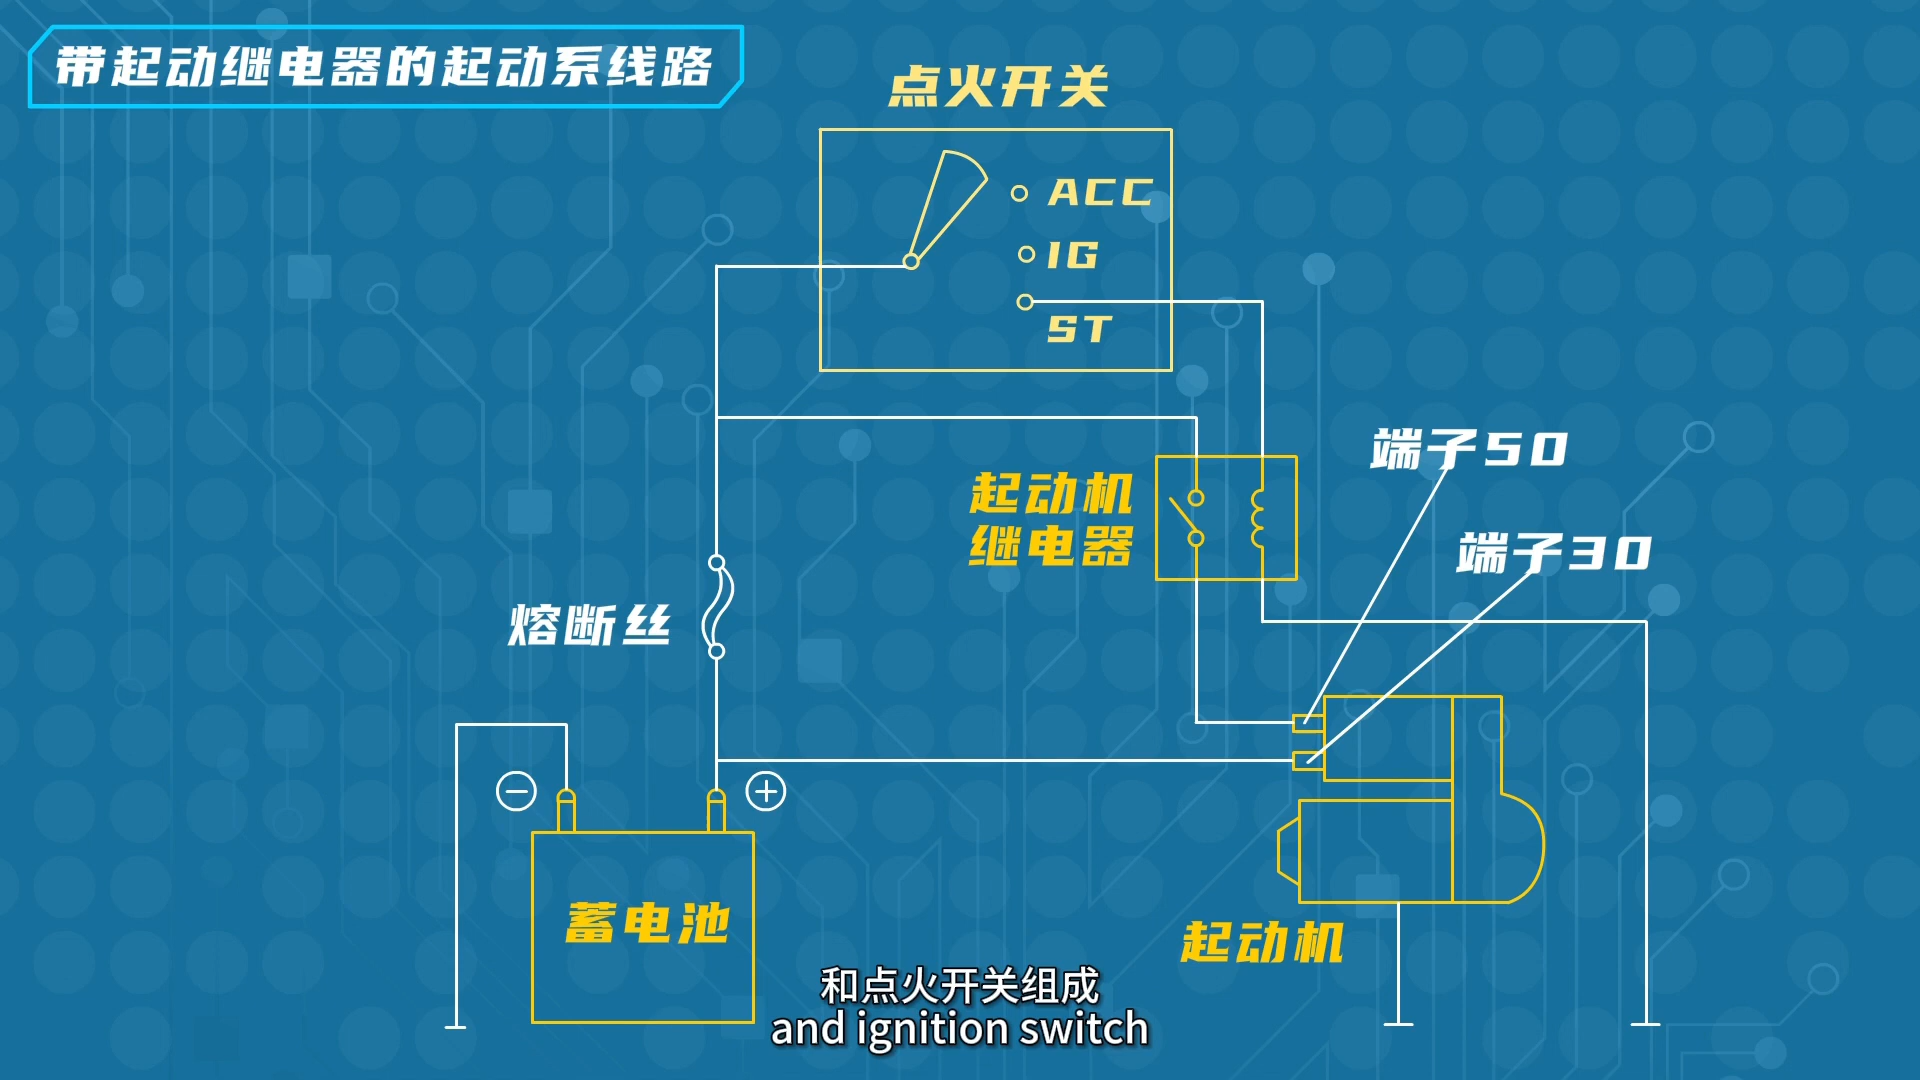 带起动继电器的起动系线路
点火开关
ACC
IG
ST
端子50
起动机
继电器
端子30
熔断丝
蓄电池
起动机
和点火开关组成
and ignition switch